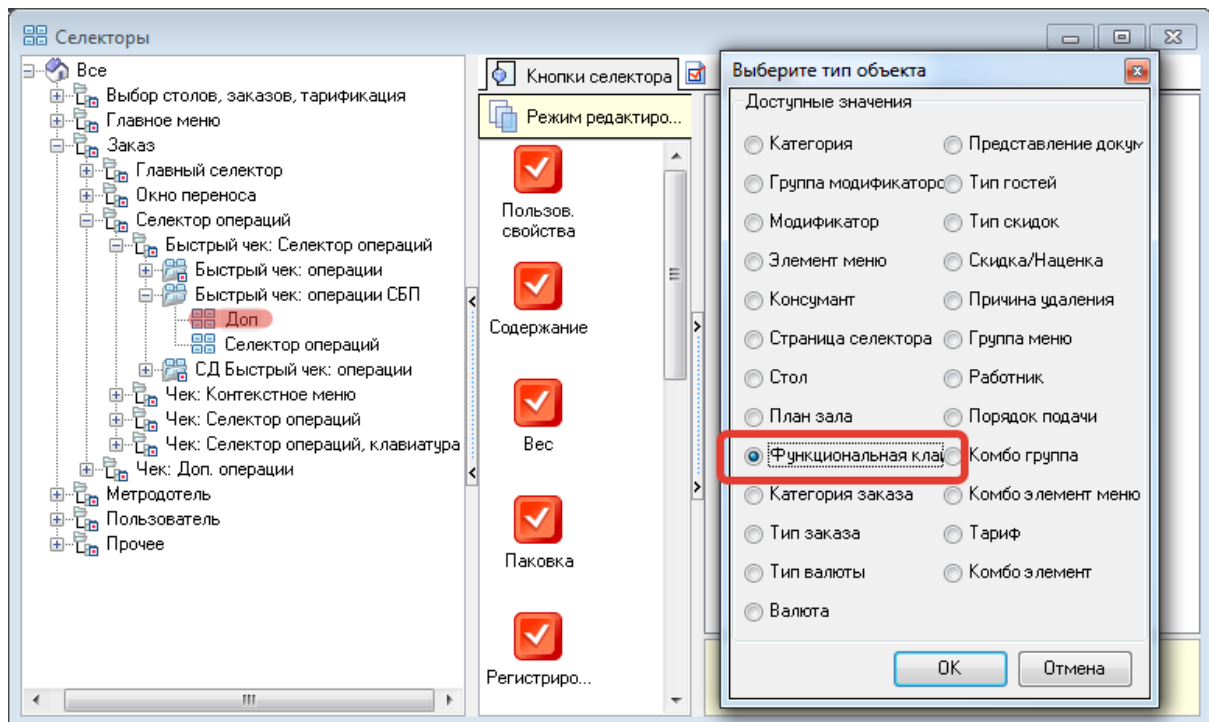 Селекторы
Все
Выбор столов, заказов, тарификация
Главное меню
Заказ
Главный селектор
Окно переноса
Селектор операций
Быстрый чек: Селектор операций
Быстрый чек: операции
Быстрый чек: операции СБП
Доп
Селектор операций
СД Быстрый чек: операции
Чек: Контекстное меню
Чек: Селектор операций
Чек: Селектор операций, клавиатура
Чек: Доп. операции
Метродотель
Пользователь
Прочее
Кнопки селектора
Режим редактиро...
Пользов.
свойства
Содержание
Вес
Паковка
Регистриро...
Выберите тип объекта
Доступные значения
Категория
Представление докум
Группа модификаторо
Тип гостей
Модификатор
Тип скидок
Элемент меню
Скидка/Наценка
Консумант
Причина удаления
Страница селектора
Группа меню
Стол
Работник
План зала
Порядок подачи
Функциональная клав
Комбо группа
Категория заказа
Комбо элемент меню
Тип заказа
Тариф
Тип валюты
Комбо элемент
Валюта
OK
Отмена